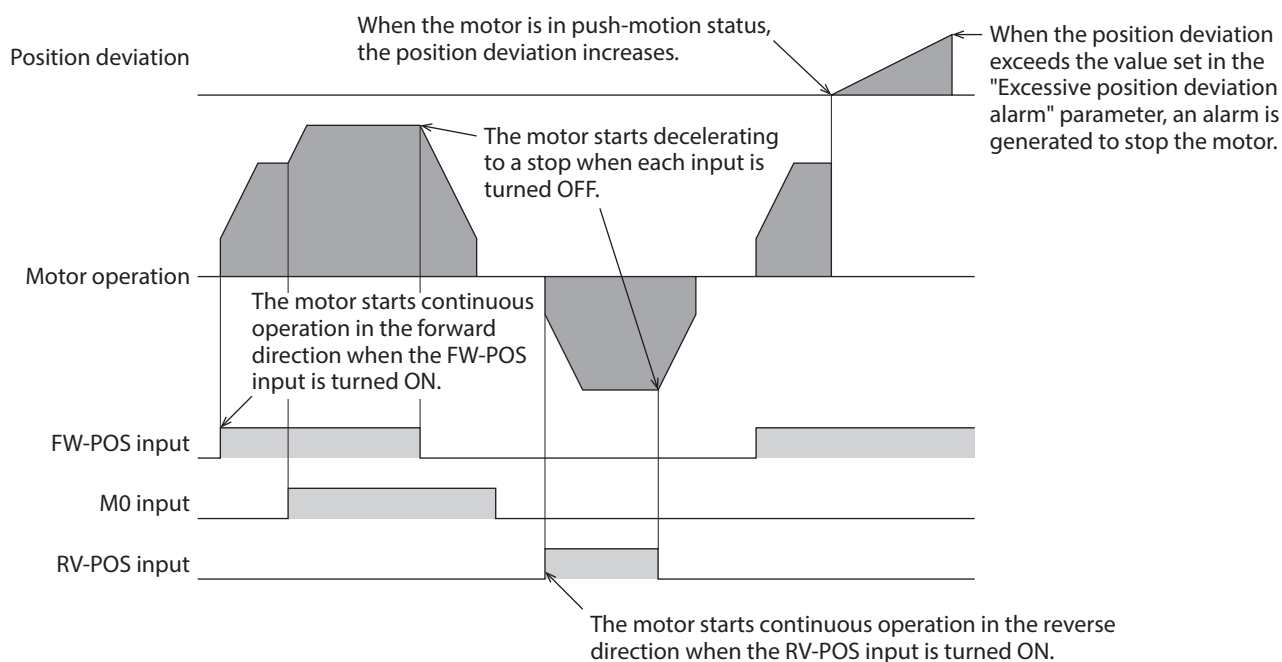 When the motor is in push-motion status,
the position deviation increases.
Position deviation
When the position deviation
exceeds the value set in the
"Excessive position deviation
alarm" parameter, an alarm is
generated to stop the motor.
The motor starts decelerating
to a stop when each input is
turned OFF.
Motor operation
The motor starts continuous
operation in the forward
direction when the FW-POS
input is turned ON.
FW-POS input
M0 input
RV-POS input
The motor starts continuous operation in the reverse
direction when the RV-POS input is turned ON.